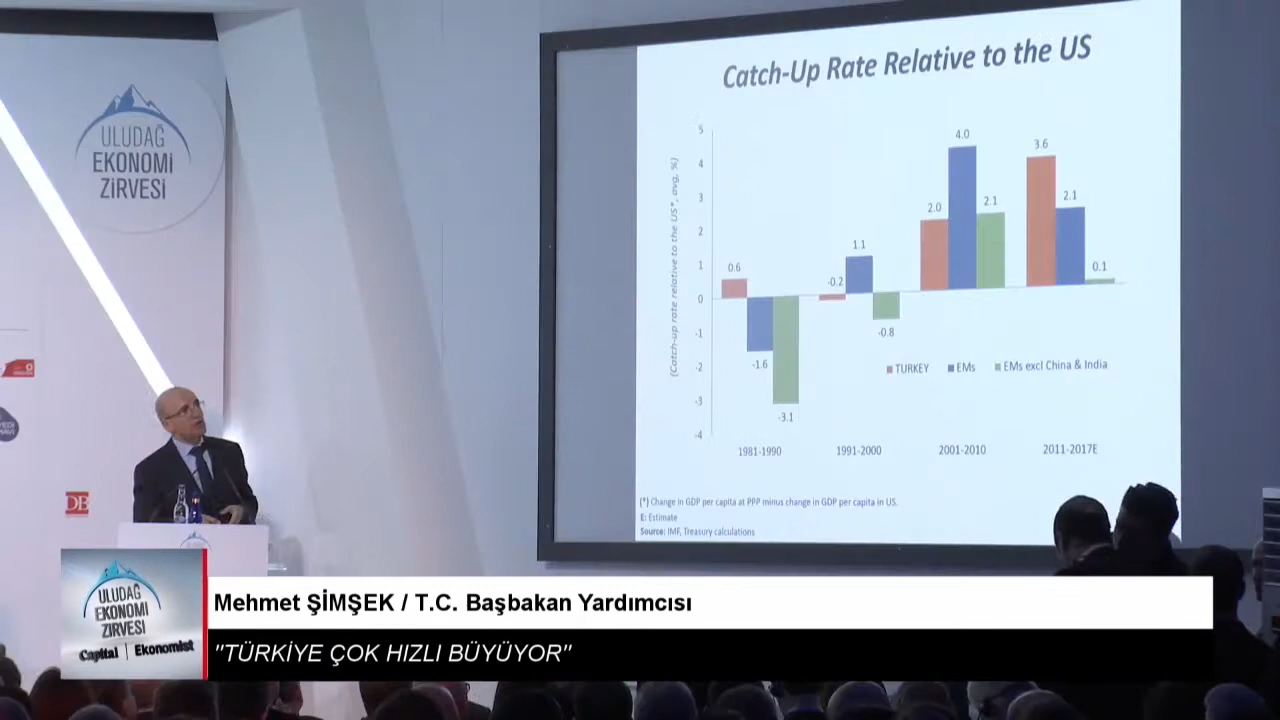 ULUDAĞ
EKONOMİ
ZİRVESİ
DB
Catch-Up Rate Relative to the US
(Catch-up rate relative to the US*, avg, %)
5
4
3
2
1
0
-1
-2
-3
-4
0.6
-1.6
-3.1
-0.2
1.1
-0.8
2.0
4.0
2.1
3.6
2.1
0.1
TURKEY EMs EMs excl China & India
1981-1990 1991-2000 2001-2010 2011-2017E
(*) Change in GDP per capita at PPP minus change in GDP per capita in US.
E: Estimate
Source: IMF, Treasury calculations
ULUDAĞ
EKONOMİ
ZİRVESİ
Capital | Ekonomist
Mehmet ŞİMŞEK / T.C. Başbakan Yardımcısı
"TÜRKİYE ÇOK HIZLI BÜYÜYOR"